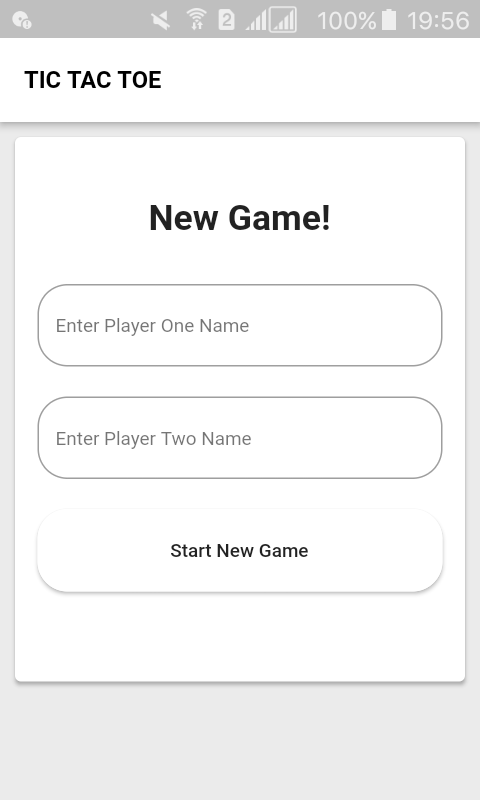 2 100% 19:56
TIC TAC TOE
New Game!
Enter Player One Name
Enter Player Two Name
Start New Game